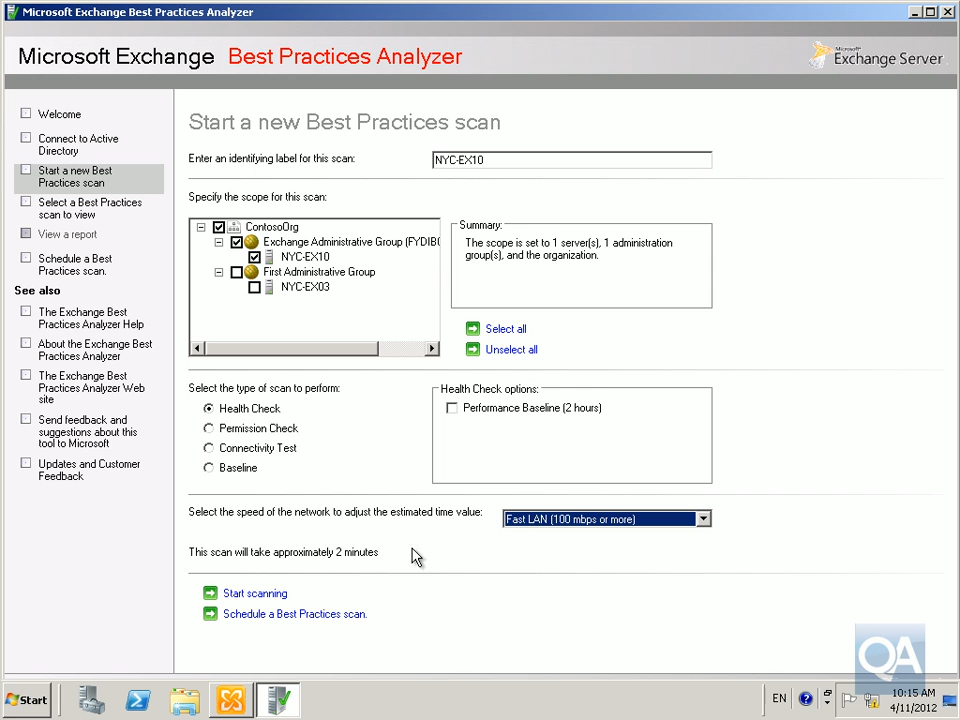 Microsoft Exchange Best Practices Analyzer
Microsoft Exchange Best Practices Analyzer
Microsoft
Exchange Server
Welcome
Connect to Active
Directory
Start a new Best
Practices scan
Select a Best Practices
scan to view
View a report
Schedule a Best
Practices scan.
See also
The Exchange Best
Practices Analyzer Help
About the Exchange Best
Practices Analyzer
The Exchange Best
Practices Analyzer Web
site
Send feedback and
suggestions about this
tool to Microsoft
Updates and Customer
Feedback
Start a new Best Practices scan
Enter an identifying label for this scan:
NYC-EX10
Specify the scope for this scan:
ContosoOrg
Exchange Administrative Group (FYDIBO
NYC-EX10
First Administrative Group
NYC-EX03
Summary:
The scope is set to 1 server(s), 1 administration
group(s), and the organization.
Select all
Unselect all
Select the type of scan to perform:
Health Check
Permission Check
Connectivity Test
Baseline
Health Check options:
Performance Baseline (2 hours)
Select the speed of the network to adjust the estimated time value:
Fast LAN (100 mbps or more)
This scan will take approximately 2 minutes
Start scanning
Schedule a Best Practices scan.
QA
Start
EN
10:15 AM
4/11/2012